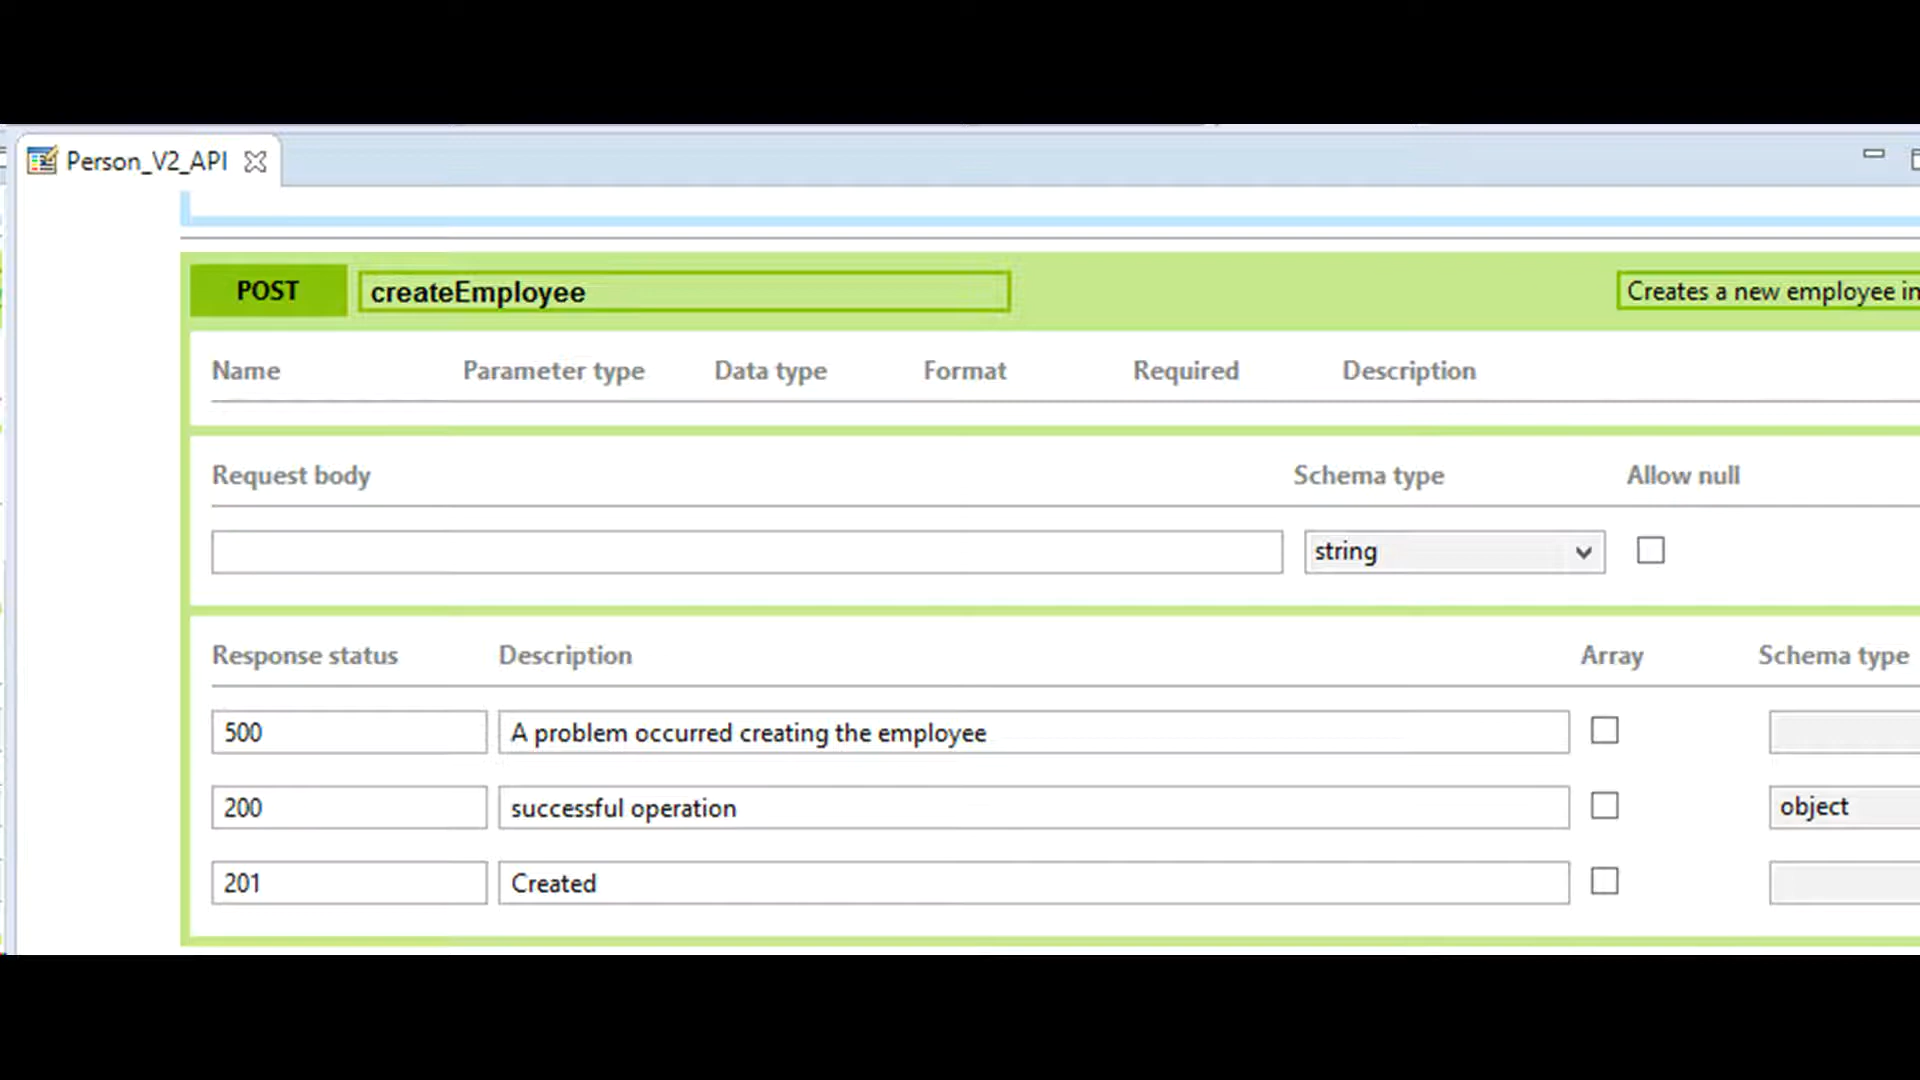 Person_V2_API
POST createEmployee Creates a new employee in
Name Parameter type Data type Format Required Description
Request body Schema type Allow null
string
Response status Description Array Schema type
500 A problem occurred creating the employee
200 successful operation object
201 Created